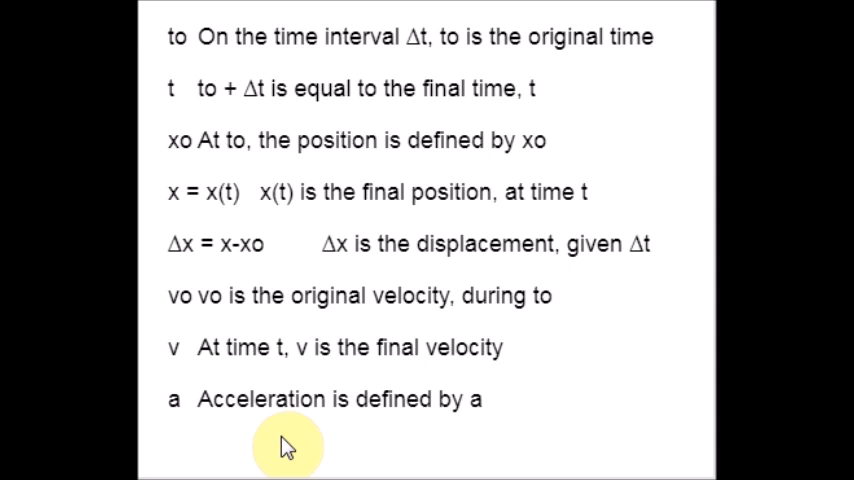 to On the time interval Δt, to is the original time
t to + Δt is equal to the final time, t
xo At to, the position is defined by xo
x = x(t) x(t) is the final position, at time t
Δx = x-xo Δx is the displacement, given Δt
vo vo is the original velocity, during to
v At time t, v is the final velocity
a Acceleration is defined by a